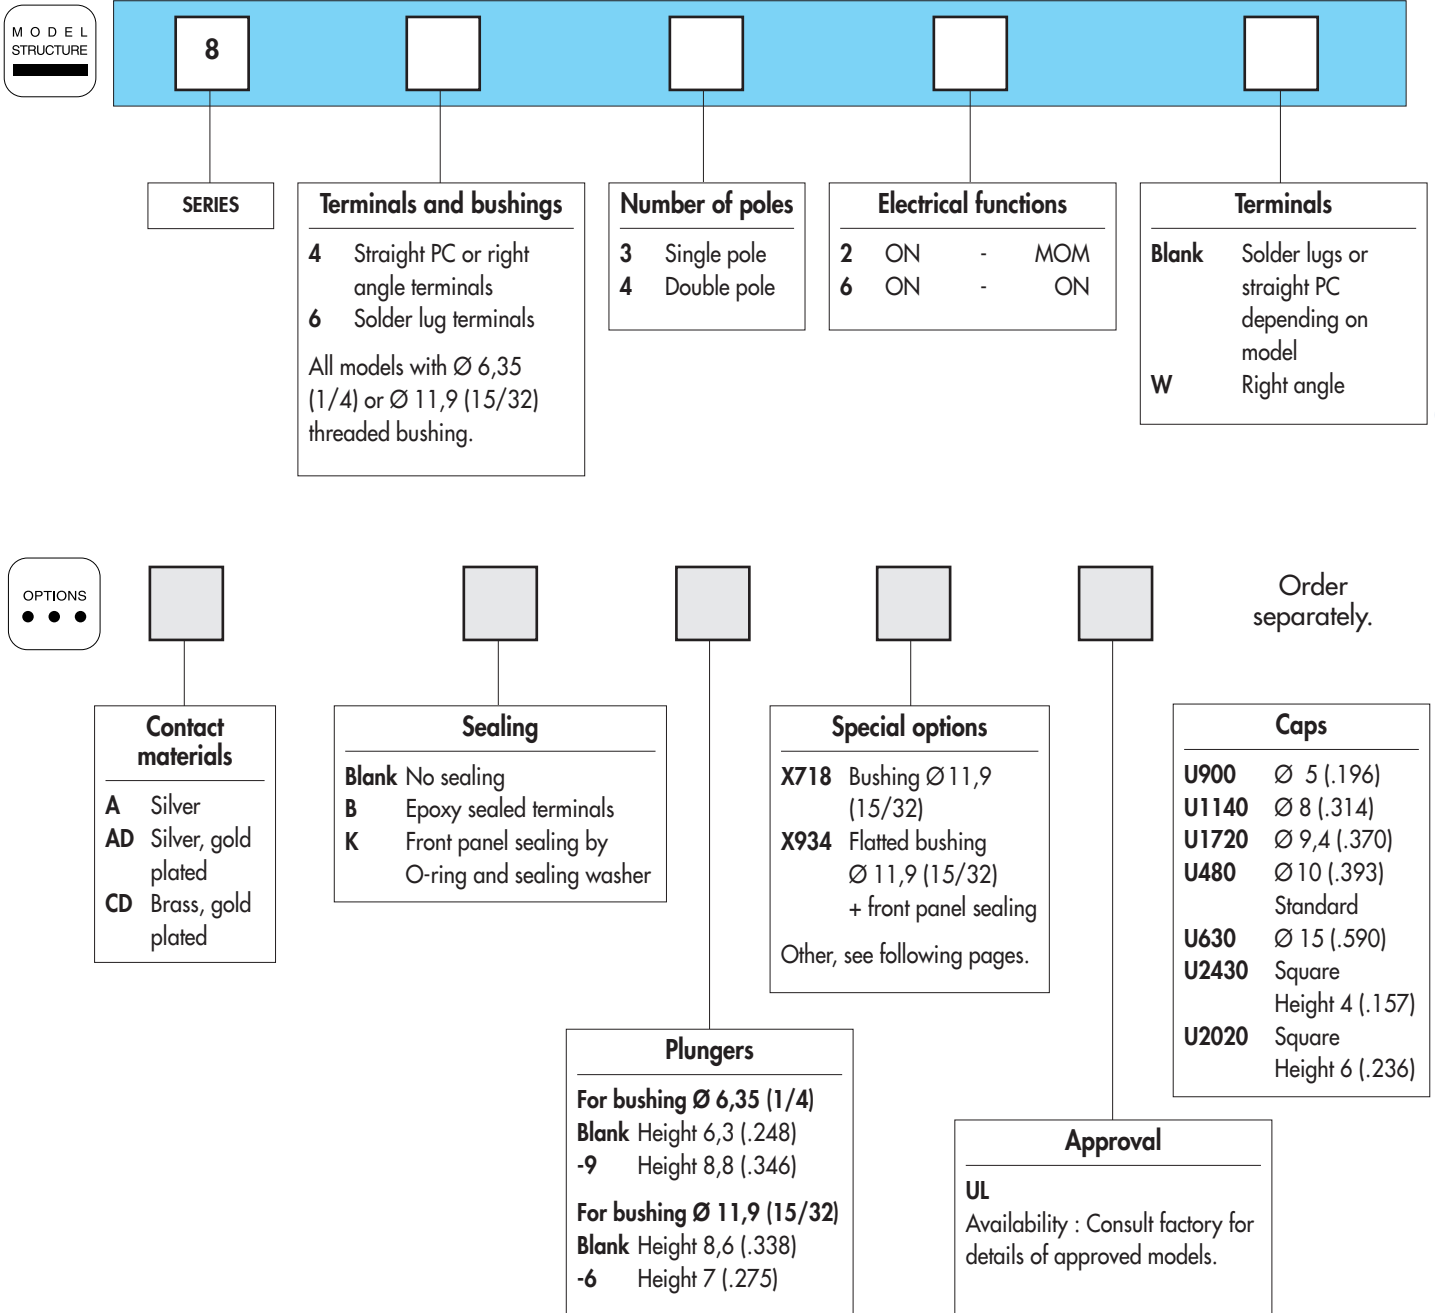 MODEL
STRUCTURE
8
SERIES
Terminals and bushings
4 Straight PC or right
angle terminals
6 Solder lug terminals
All models with Ø 6,35
(1/4) or Ø 11,9 (15/32)
threaded bushing.
Number of poles
3 Single pole
4 Double pole
Electrical functions
2 ON - MOM
6 ON - ON
Terminals
Blank Solder lugs or
straight PC
depending on
model
W Right angle
OPTIONS
Order
separately.
Contact
materials
A Silver
AD Silver, gold
plated
CD Brass, gold
plated
Sealing
Blank No sealing
B Epoxy sealed terminals
K Front panel sealing by
O-ring and sealing washer
Plungers
For bushing Ø 6,35 (1/4)
Blank Height 6,3 (.248)
-9 Height 8,8 (.346)
For bushing Ø 11,9 (15/32)
Blank Height 8,6 (.338)
-6 Height 7 (.275)
Special options
X718 Bushing Ø 11,9
(15/32)
X934 Flatted bushing
Ø 11,9 (15/32)
+ front panel sealing
Other, see following pages.
Approval
UL
Availability : Consult factory for
details of approved models.
Caps
U900 Ø 5 (.196)
U1140 Ø 8 (.314)
U1720 Ø 9,4 (.370)
U480 Ø 10 (.393)
Standard
U630 Ø 15 (.590)
U2430 Square
Height 4 (.157)
U2020 Square
Height 6 (.236)